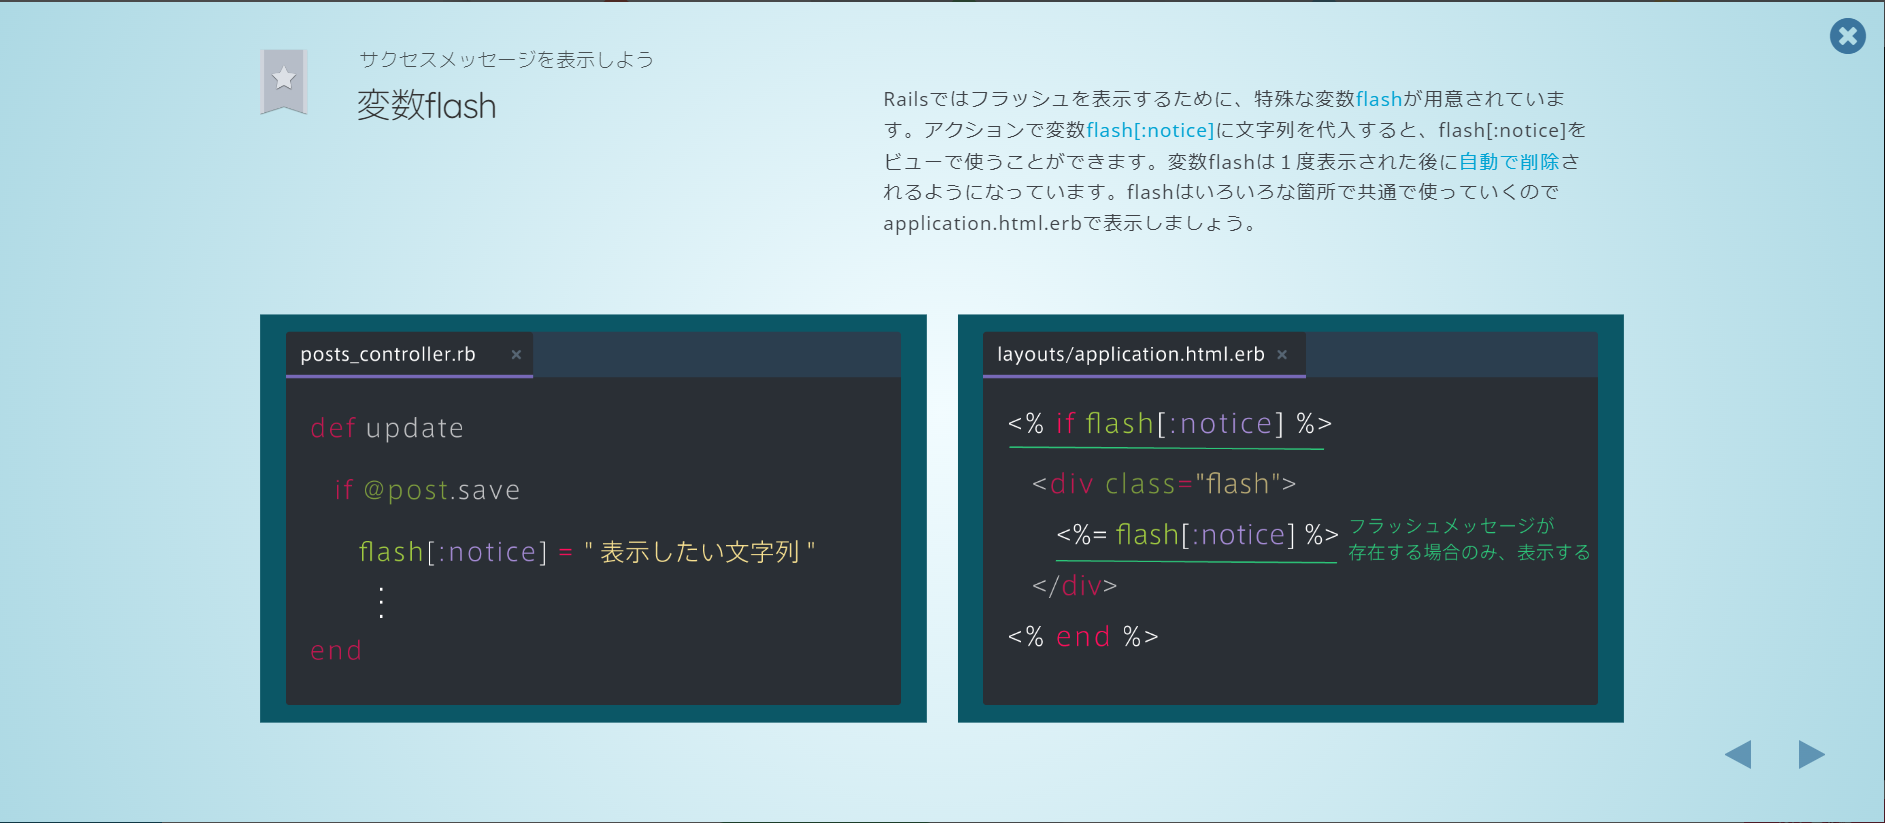 サクセスメッセージを表示しよう
変数flash
Railsではフラッシュを表示するために、特殊な変数flashが用意されていま
す。アクションで変数flash[:notice]に文字列を代入すると、flash[:notice]を
ビューで使うことができます。変数flashは１度表示された後に自動で削除さ
れるようになっています。flashはいろいろな箇所で共通で使っていくので
application.html.erbで表示しましょう。
posts_controller.rb ×
def update
if @post.save
flash[:notice] = " 表示したい文字列 "
⋮
end
layouts/application.html.erb ×
<% if flash[:notice] %>
<div class="flash">
<%= flash[:notice] %>
フラッシュメッセージが
存在する場合のみ、表示する
</div>
<% end %>